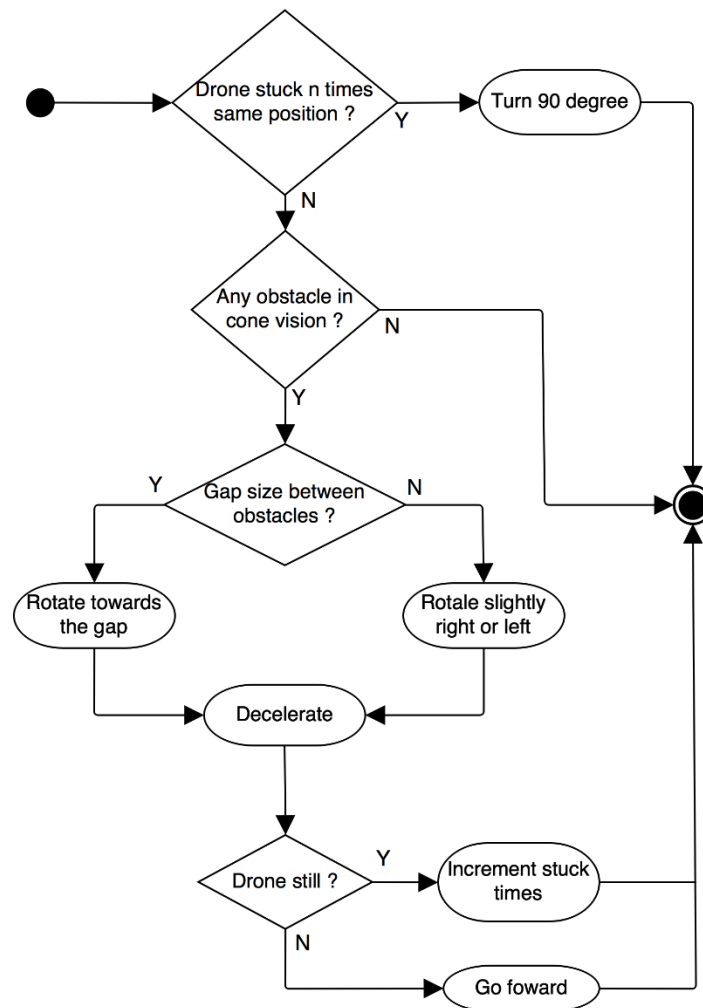 Drone stuck n times
same position ?
Y
Turn 90 degree
N
Any obstacle in
cone vision ?
N
Y
Y
Gap size between
obstacles ?
N
Rotate towards
the gap
Rotale slightly
right or left
Decelerate
Drone still ?
Y
Increment stuck
times
N
Go foward